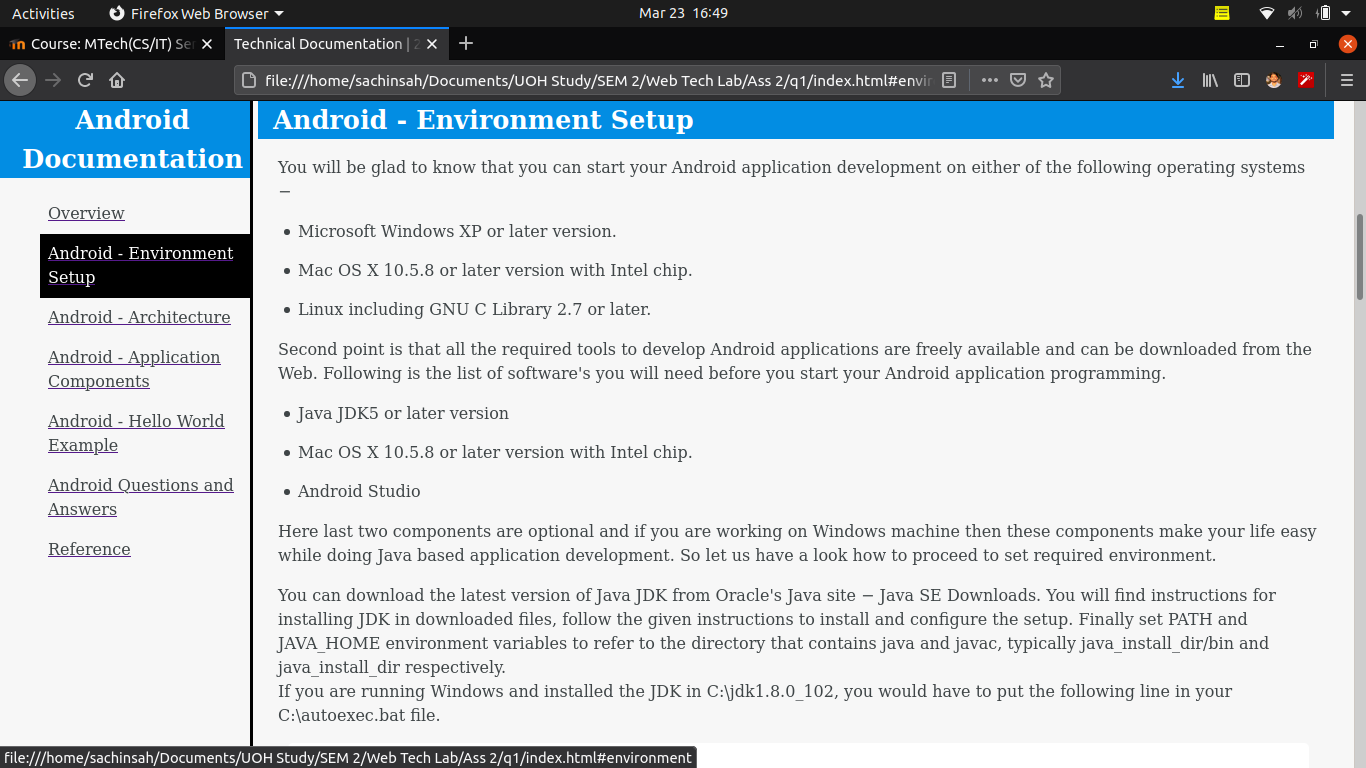 Activities
Firefox Web Browser
Mar 23 16:49
Course: MTech(CS/IT) Se
Technical Documentation |
file:///home/sachinsah/Documents/UOH Study/SEM 2/Web Tech Lab/Ass 2/q1/index.html#envir
Android
Documentation
Overview
Android - Environment
Setup
Android - Architecture
Android - Application
Components
Android - Hello World
Example
Android Questions and
Answers
Reference
Android - Environment Setup
You will be glad to know that you can start your Android application development on either of the following operating systems
−
• Microsoft Windows XP or later version.
• Mac OS X 10.5.8 or later version with Intel chip.
• Linux including GNU C Library 2.7 or later.
Second point is that all the required tools to develop Android applications are freely available and can be downloaded from the
Web. Following is the list of software's you will need before you start your Android application programming.
• Java JDK5 or later version
• Mac OS X 10.5.8 or later version with Intel chip.
• Android Studio
Here last two components are optional and if you are working on Windows machine then these components make your life easy
while doing Java based application development. So let us have a look how to proceed to set required environment.
You can download the latest version of Java JDK from Oracle's Java site − Java SE Downloads. You will find instructions for
installing JDK in downloaded files, follow the given instructions to install and configure the setup. Finally set PATH and
JAVA_HOME environment variables to refer to the directory that contains java and javac, typically java_install_dir/bin and
java_install_dir respectively.
If you are running Windows and installed the JDK in C:\jdk1.8.0_102, you would have to put the following line in your
C:\autoexec.bat file.
file:///home/sachinsah/Documents/UOH Study/SEM 2/Web Tech Lab/Ass 2/q1/index.html#environment